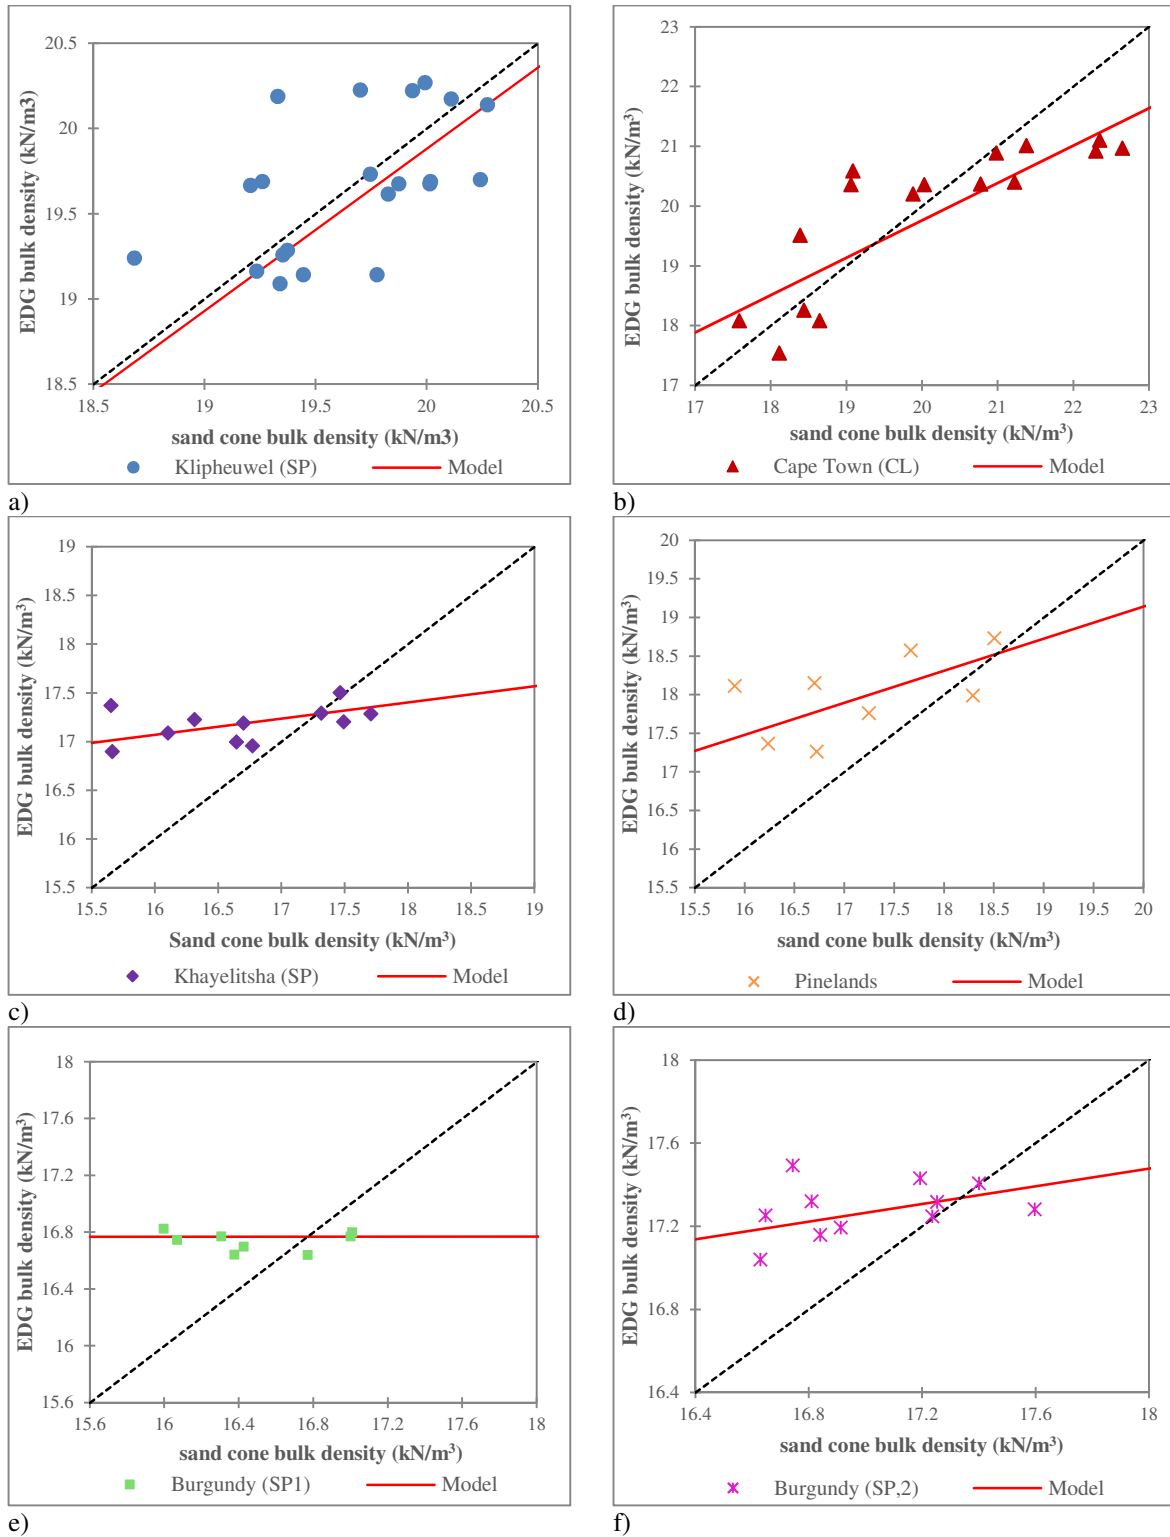 20.5
20
19.5
19
18.5
EDG bulk density (kN/m3)
18.5 19 19.5 20 20.5
sand cone bulk density (kN/m3)
Klipheuwel (SP) Model
a)
23
22
21
20
19
18
17
EDG bulk density (kN/m³)
17 18 19 20 21 22 23
sand cone bulk density (kN/m³)
Cape Town (CL) Model
b)
19
18.5
18
17.5
17
16.5
16
15.5
EDG bulk density (kN/m³)
15.5 16 16.5 17 17.5 18 18.5 19
Sand cone bulk density (kN/m³)
Khayelitsha (SP) Model
c)
20
19.5
19
18.5
18
17.5
17
16.5
16
15.5
EDG bulk density (kN/m³)
15.5 16 16.5 17 17.5 18 18.5 19 19.5 20
sand cone bulk density (kN/m³)
Pinelands Model
d)
18
17.6
17.2
16.8
16.4
16
15.6
EDG bulk density (kN/m³)
15.6 16 16.4 16.8 17.2 17.6 18
sand cone bulk density (kN/m³)
Burgundy (SP1) Model
e)
18
17.6
17.2
16.8
16.4
EDG bulk density (kN/m³)
16.4 16.8 17.2 17.6 18
sand cone bulk density (kN/m³)
Burgundy (SP,2) Model
f)